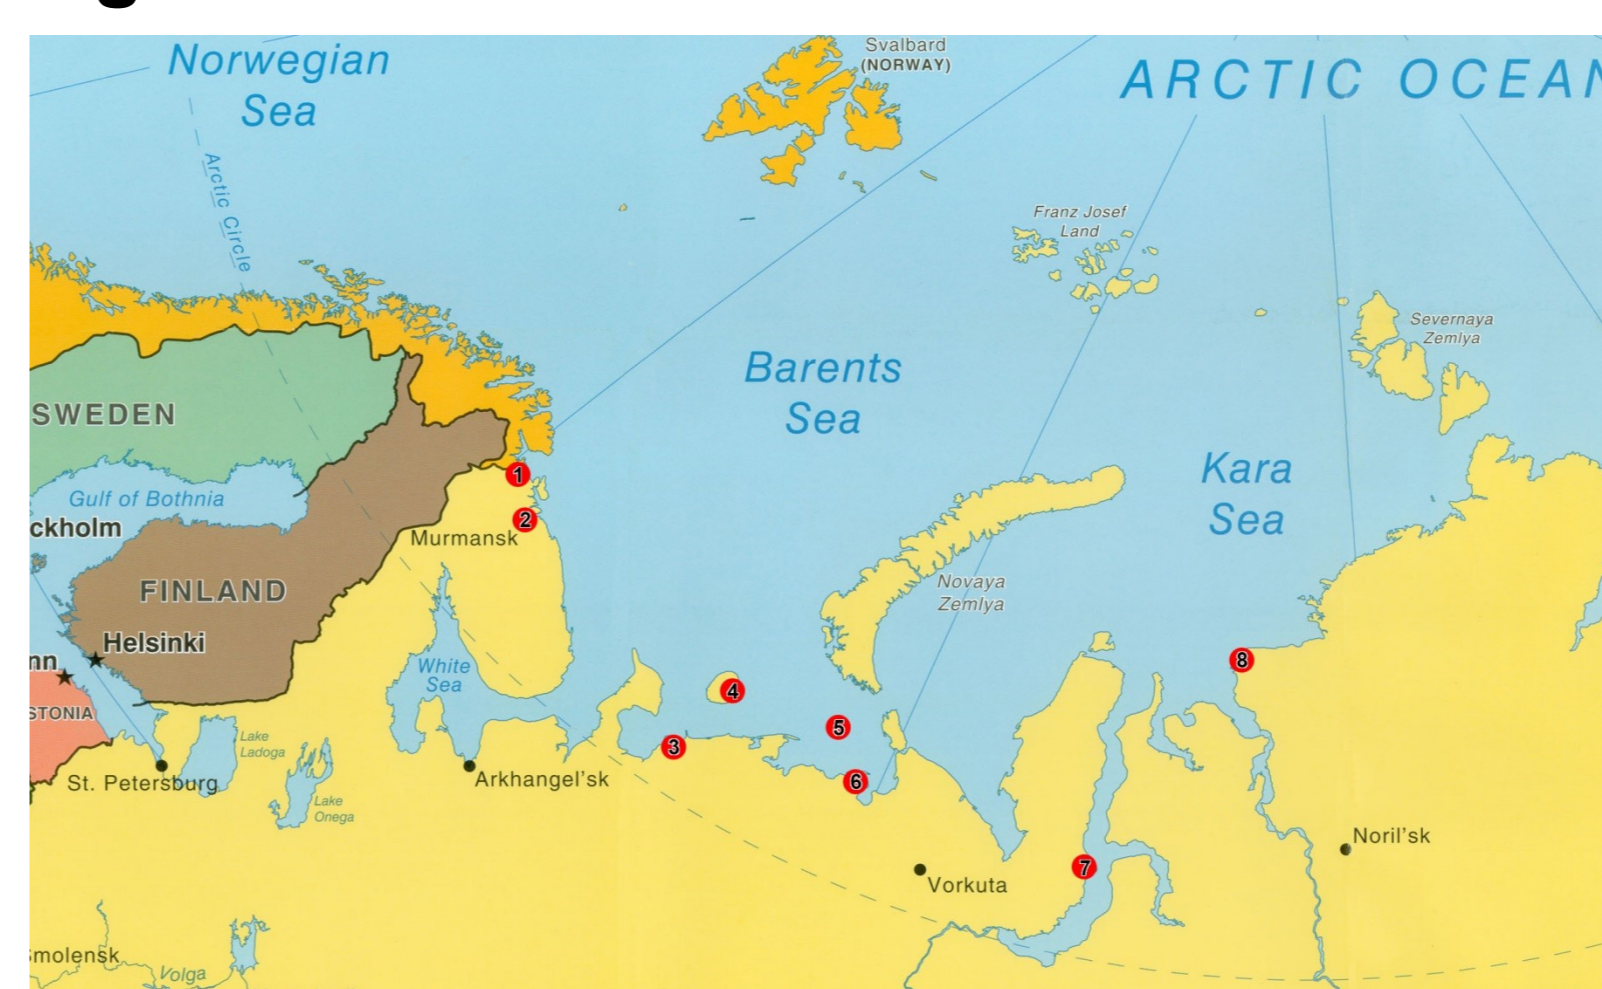 Norwegian
Sea
Svalbard
(NORWAY)
ARCTIC OCEAN
Arctic Circle
Franz Josef
Land
Severnaya
Zemlya
Barents
Sea
SWEDEN
Kara
Sea
1
Gulf of Bothnia
ckholm
2
Murmansk
FINLAND
Novaya
Zemlya
Helsinki
nn
White
Sea
8
4
STONIA
5
Lake
Ladoga
3
St. Petersburg
Arkhangel'sk
6
Lake
Onega
Noril'sk
7
Vorkuta
Smolensk
Volga